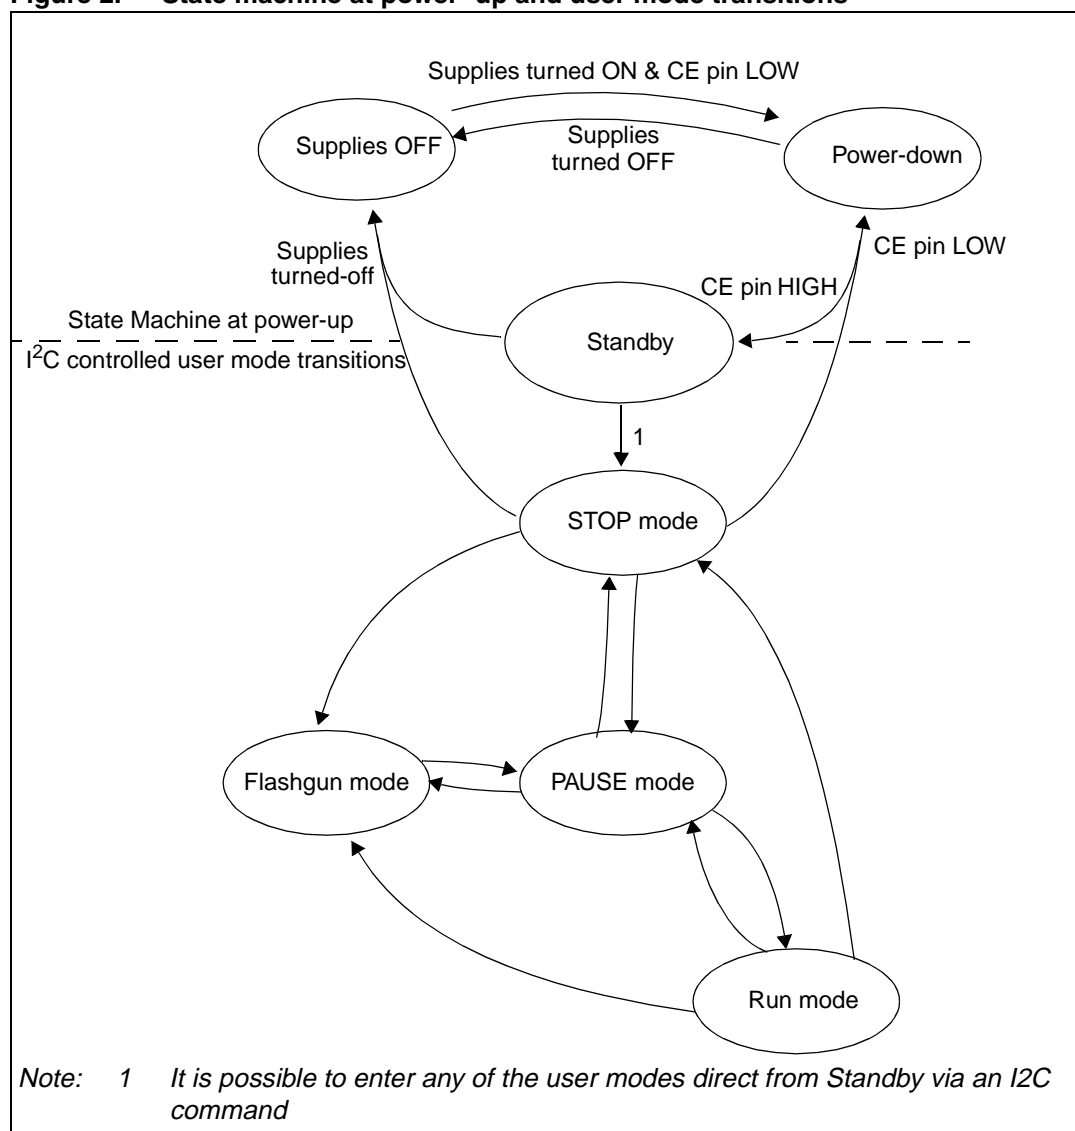 Figure 2. State machine at power-up and user mode transitions
Supplies turned ON & CE pin LOW
Supplies OFF
Supplies
turned OFF
Power-down
Supplies
turned-off
CE pin LOW
CE pin HIGH
State Machine at power-up
Standby
I2C controlled user mode transitions
1
STOP mode
Flashgun mode
PAUSE mode
Run mode
Note: 1 It is possible to enter any of the user modes direct from Standby via an I2C
command